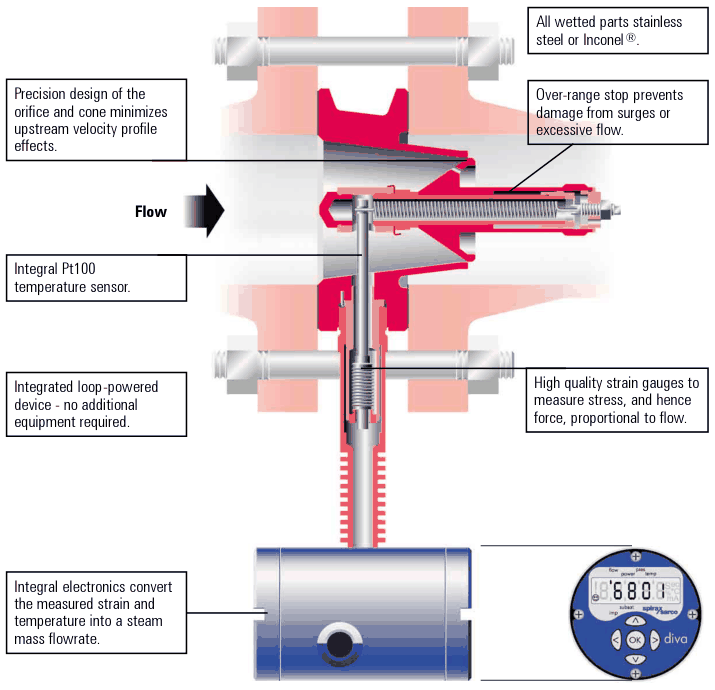 All wetted parts stainless
steel or Inconel ®.
Precision design of the
orifice and cone minimizes
upstream velocity profile
effects.
Over-range stop prevents
damage from surges or
excessive flow.
Flow
Integral Pt100
temperature sensor.
Integrated loop-powered
device - no additional
equipment required.
High quality strain gauges to
measure stress, and hence
force, proportional to flow.
Integral electronics convert
the measured strain and
temperature into a steam
mass flowrate.
flow
power
temp
6801
spirax
sarco
OK
diva